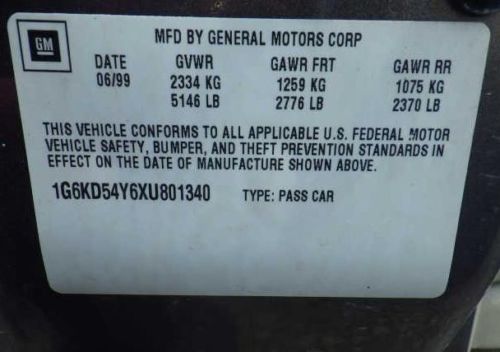 GM
MFD BY GENERAL MOTORS CORP
DATE GVWR GAWR FRT GAWR RR
06/99 2334 KG 1259 KG 1075 KG
5146 LB 2776 LB 2370 LB
THIS VEHICLE CONFORMS TO ALL APPLICABLE U.S. FEDERAL MOTOR
VEHICLE SAFETY, BUMPER, AND THEFT PREVENTION STANDARDS IN
EFFECT ON THE DATE OF MANUFACTURE SHOWN ABOVE.
1G6KD54Y6XU801340 TYPE: PASS CAR